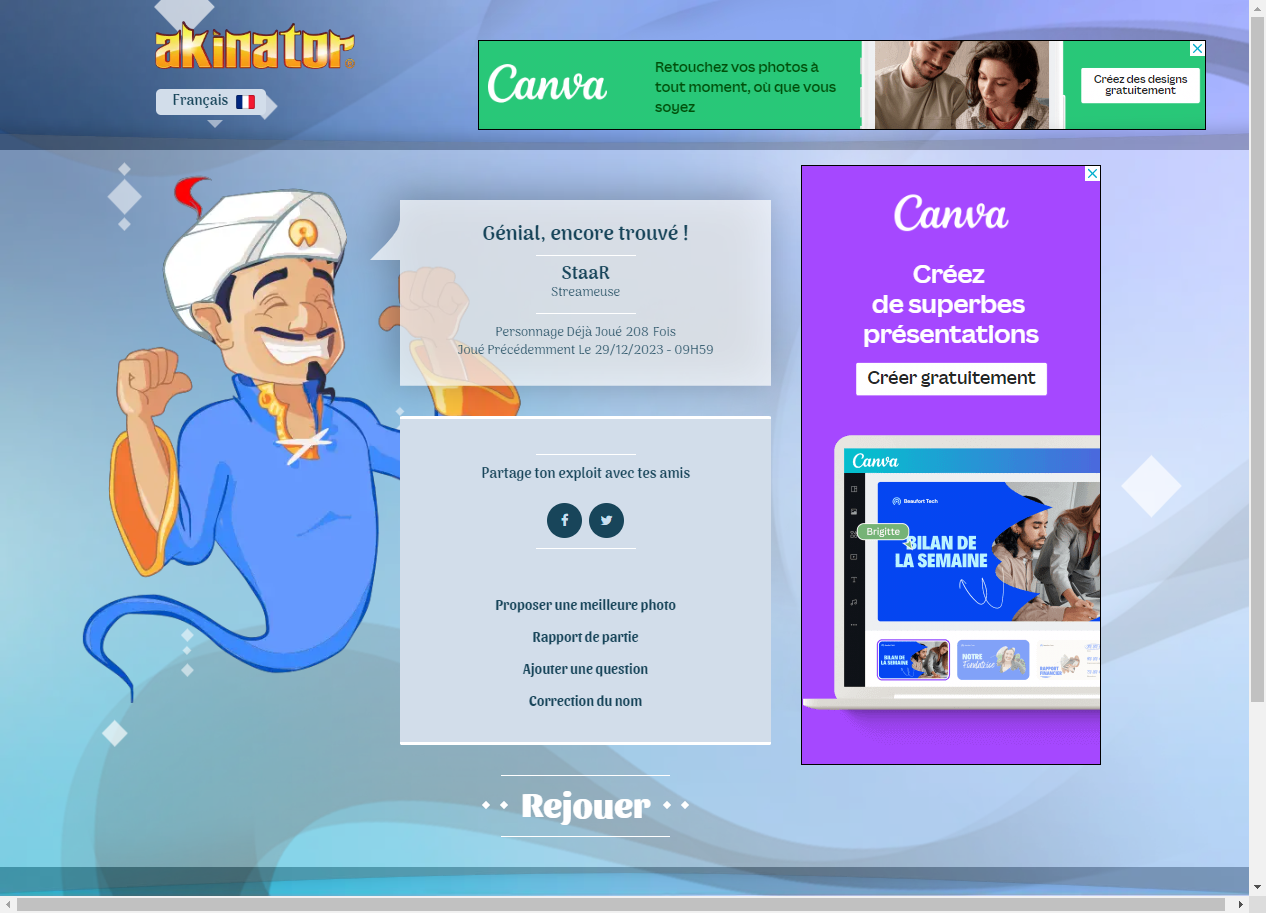 akinator
Français
Canva
Retouchez vos photos à
tout moment, où que vous
soyez
Créez des designs
gratuitement
Génial, encore trouvé !
StaaR
Streameuse
Personnage Déjà Joué 208 Fois
Joué Précédemment Le 29/12/2023 - 09H59
Partage ton exploit avec tes amis
Proposer une meilleure photo
Rapport de partie
Ajouter une question
Correction du nom
Rejouer
Canva
Créez
de superbes
présentations
Créer gratuitement
Canva
Beaufort Tech
Brigitte
BILAN DE
LA SEMAINE
BILAN DE
LA SEMAINE
NOTRE
Fondatrice
RAPPORT
FINANCIER